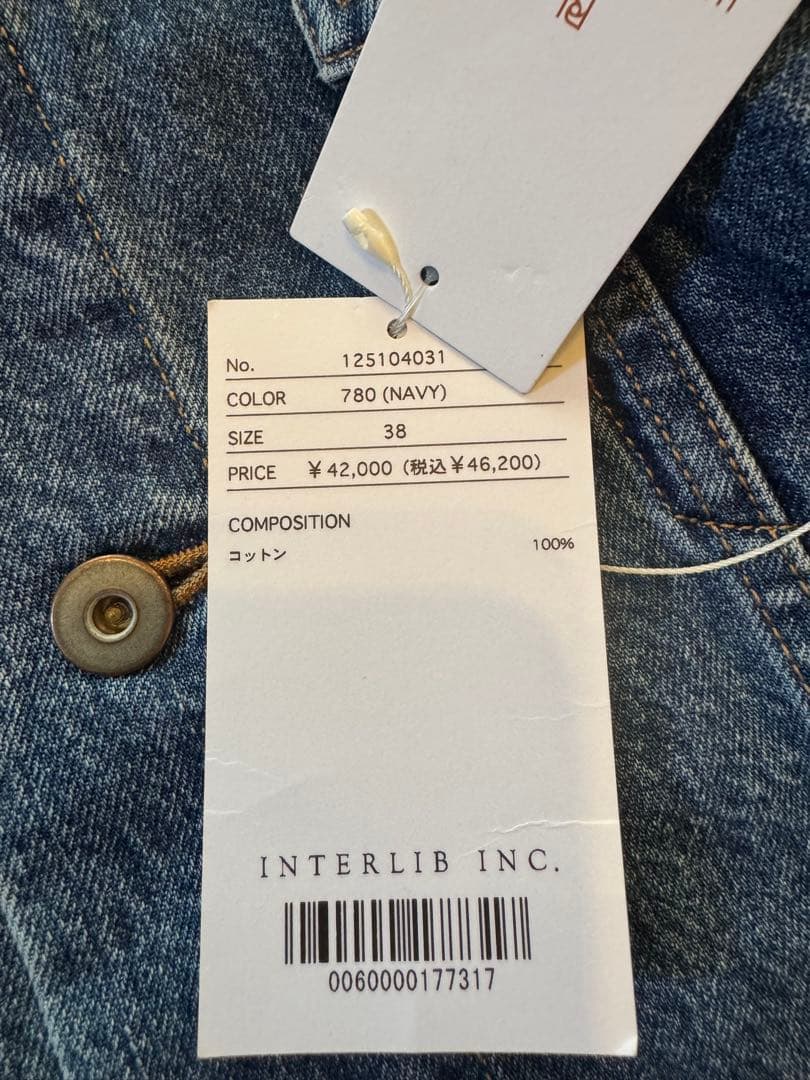 No. 125104031
COLOR 780 (NAVY)
SIZE 38
PRICE ￥42,000 (税込￥46,200)
COMPOSITION
コットン 100%
INTERLIB INC.
0060000177317